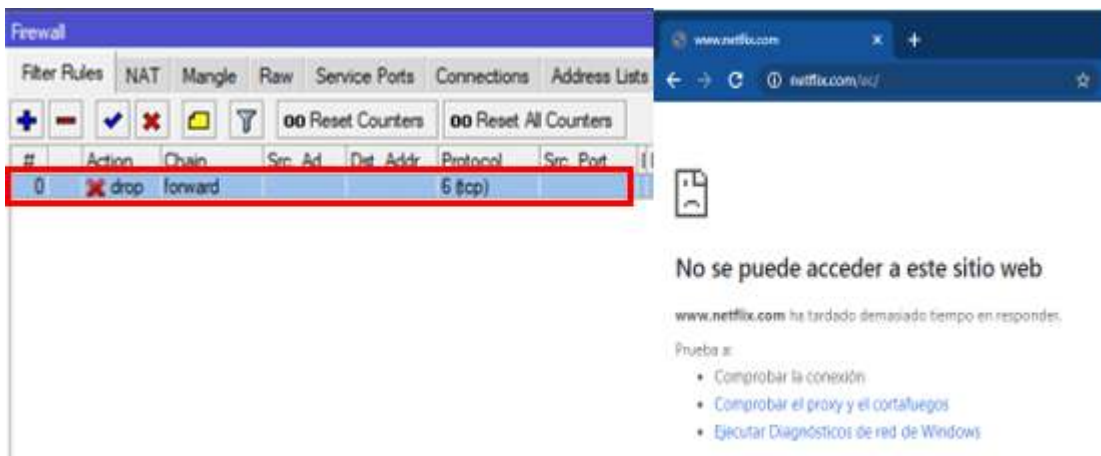 Firewall
Filter Rules NAT Mangle Raw Service Ports Connections Address Lists
00 Reset Counters 00 Reset All Counters
# Action Chain Src. Ad... Dst. Addr... Protocol Src. Port
0 drop forward 6 (tcp)
www.netflix.com
netflix.com/ec/
No se puede acceder a este sitio web
www.netflix.com ha tardado demasiado tiempo en responder.
Prueba a:
Comprobar la conexión
Comprobar el proxy y el cortafuegos
Ejecutar Diagnósticos de red de Windows